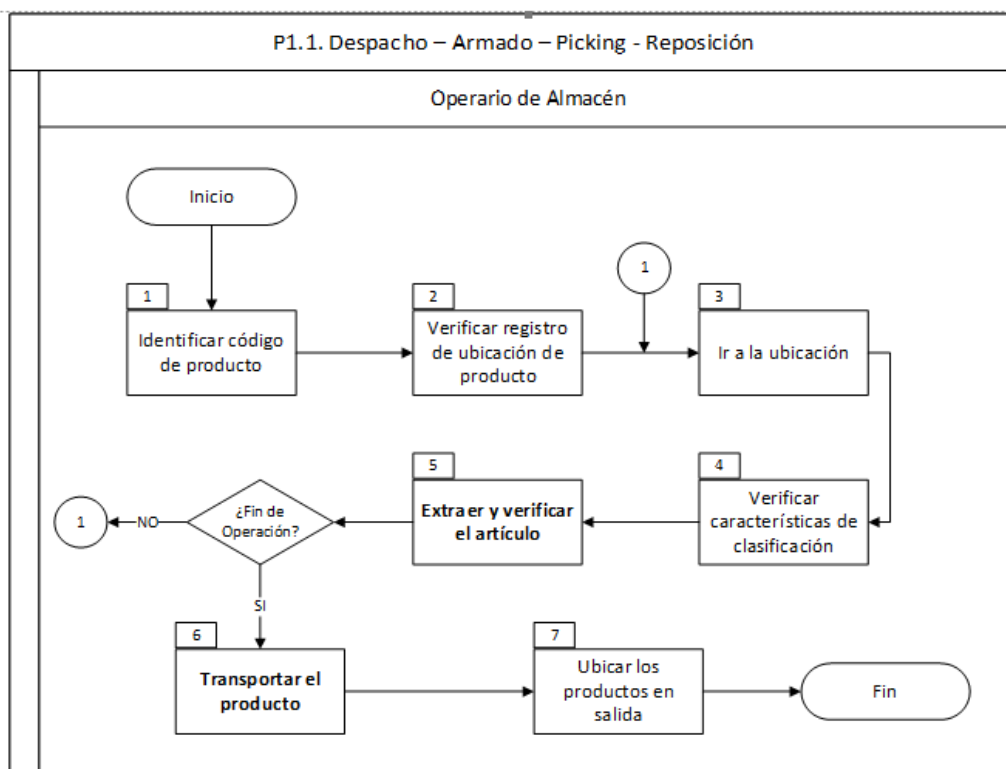 P1.1. Despacho – Armado – Picking - Reposición
Operario de Almacén
Inicio
1
1
Identificar código
de producto
2
Verificar registro
de ubicación de
producto
3
Ir a la ubicación
4
Verificar
características de
clasificación
5
Extraer y verificar
el artículo
¿Fin de
Operación?
NO
1
SI
6
Transportar el
producto
7
Ubicar los
productos en
salida
Fin